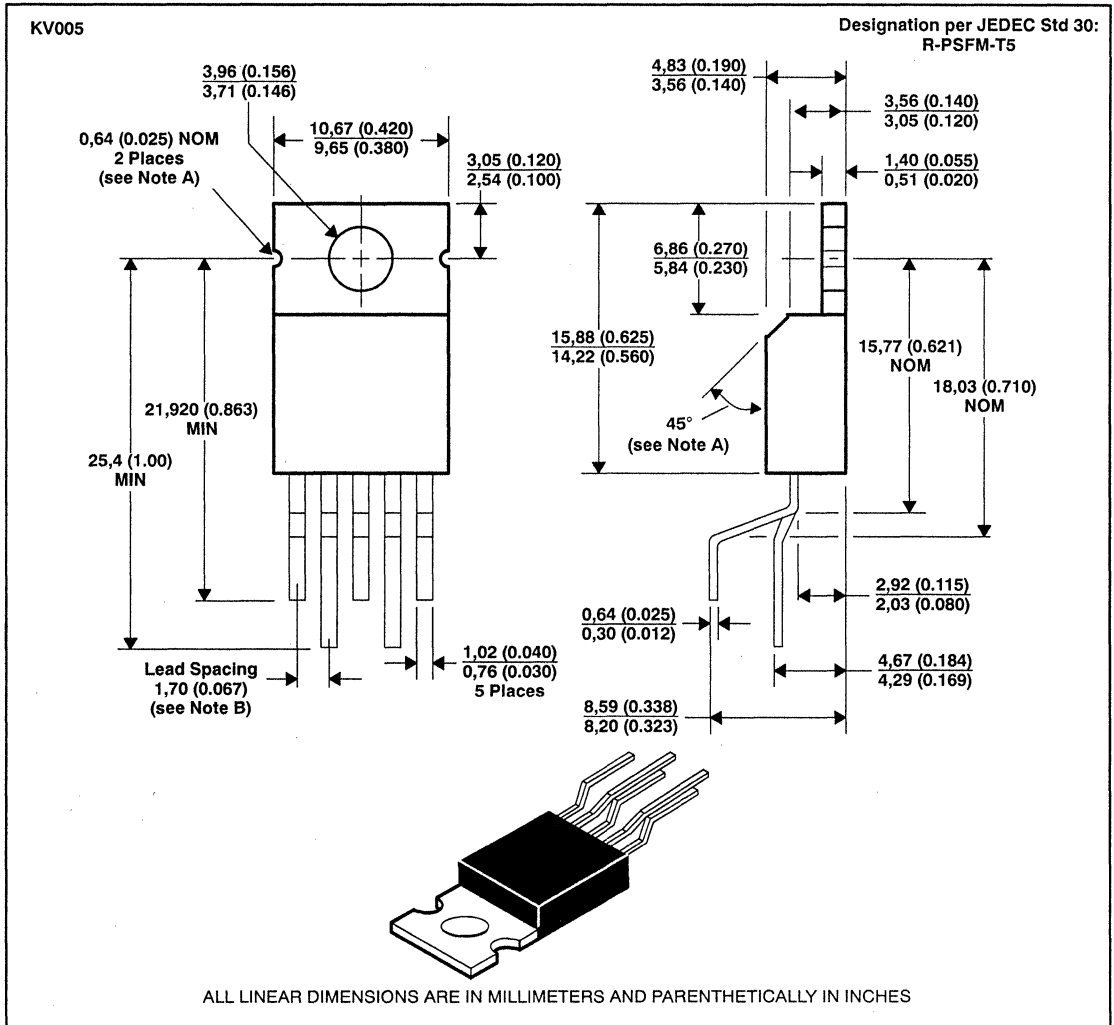 KV005
Designation per JEDEC Std 30:
R-PSFM-T5
3,96 (0.156)
3,71 (0.146)
0,64 (0.025) NOM
2 Places
(see Note A)
10,67 (0.420)
9,65 (0.380)
3,05 (0.120)
2,54 (0.100)
21,920 (0.863)
MIN
25,4 (1.00)
MIN
Lead Spacing
1,70 (0.067)
(see Note B)
1,02 (0.040)
0,76 (0.030)
5 Places
4,83 (0.190)
3,56 (0.140)
3,56 (0.140)
3,05 (0.120)
1,40 (0.055)
0,51 (0.020)
6,86 (0.270)
5,84 (0.230)
15,88 (0.625)
14,22 (0.560)
45°
(see Note A)
15,77 (0.621)
NOM
18,03 (0.710)
NOM
2,92 (0.115)
2,03 (0.080)
0,64 (0.025)
0,30 (0.012)
4,67 (0.184)
4,29 (0.169)
8,59 (0.338)
8,20 (0.323)
ALL LINEAR DIMENSIONS ARE IN MILLIMETERS AND PARENTHETICALLY IN INCHES